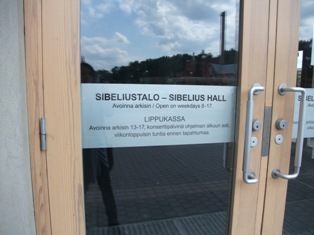 SIBELIUSTALO – SIBELIUS HALL
Avoinna arkisin / Open on weekdays 8-17
LIPPUKASSA
Avoinna arkisin 13-17, konserttipäivinä ohjelman alkuun asti,
viikonloppuisin tuntia ennen tapahtumaa.